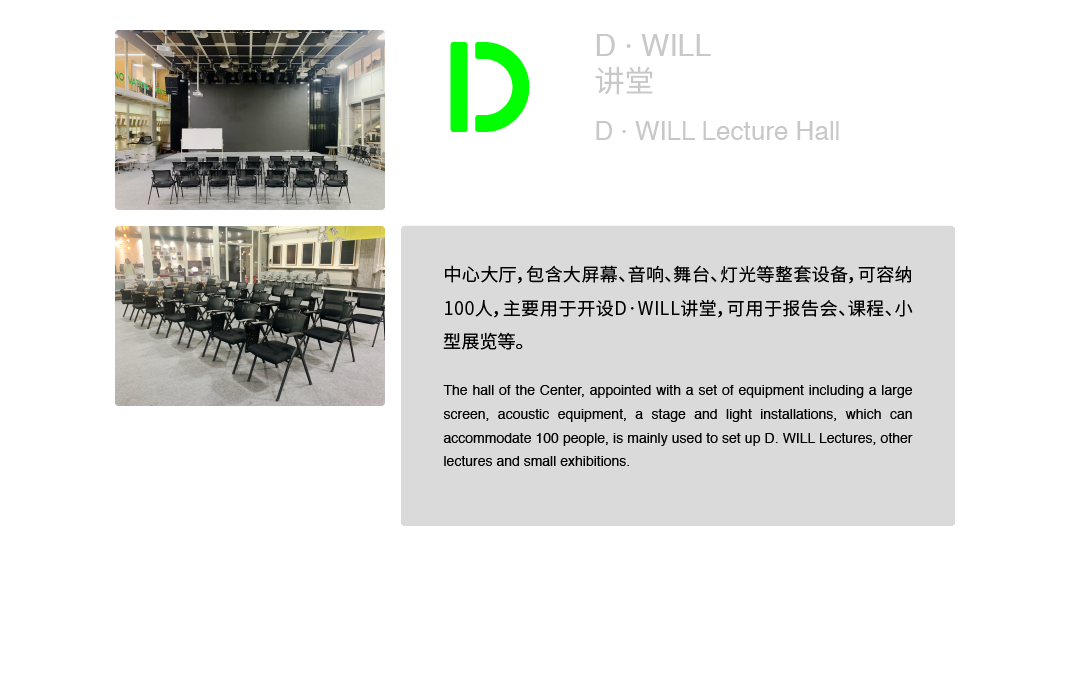 D · WILL
讲堂
D · WILL Lecture Hall
D
中心大厅，包含大屏幕、音响、舞台、灯光等整套设备，可容纳
100人，主要用于开设D·WILL讲堂，可用于报告会、课程、小
型展览等。
The hall of the Center, appointed with a set of equipment including a large
screen, acoustic equipment, a stage and light installations, which can
accommodate 100 people, is mainly used to set up D. WILL Lectures, other
lectures and small exhibitions.